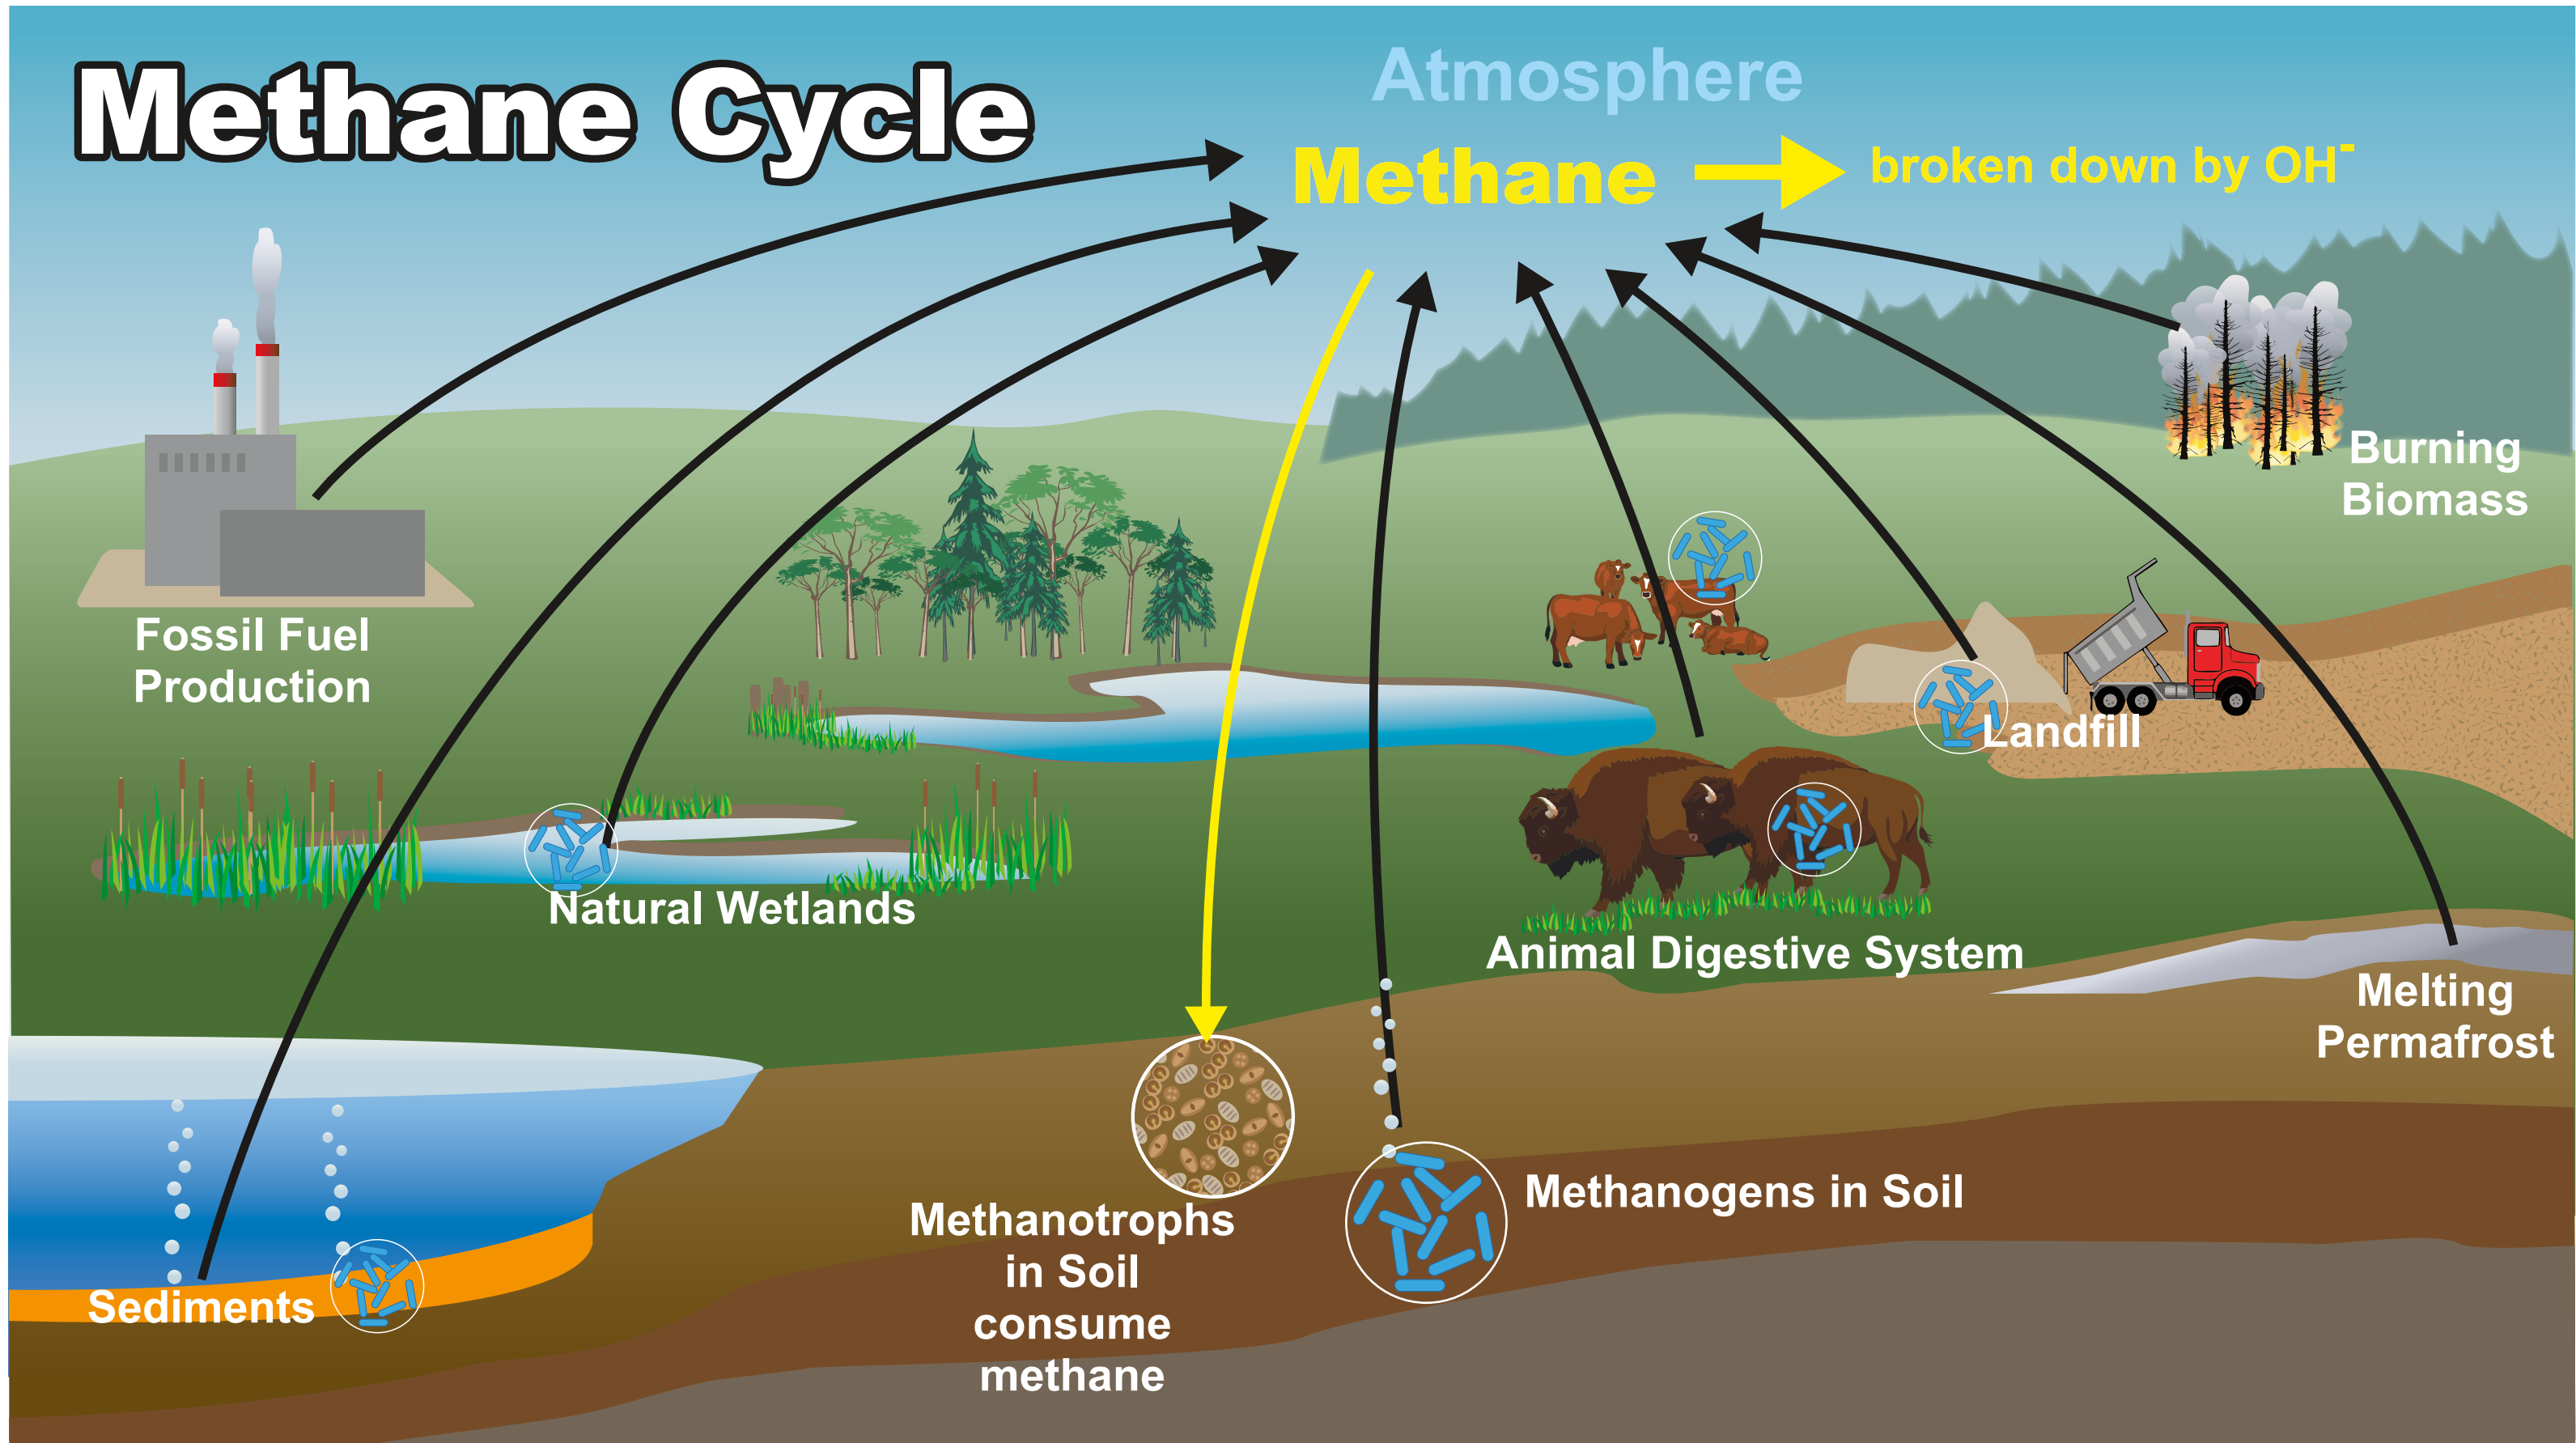 Methane Cycle
Atmosphere
Methane
broken down by OH⁻
Burning
Biomass
Fossil Fuel
Production
Landfill
Natural Wetlands
Animal Digestive System
Melting
Permafrost
Methanotrophs
in Soil
consume
methane
Methanogens in Soil
Sediments